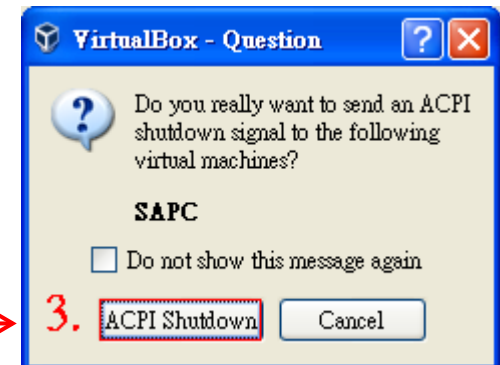 VirtualBox - Question
Do you really want to send an ACPI
shutdown signal to the following
virtual machines?
SAPC
Do not show this message again
3. ACPI Shutdown Cancel